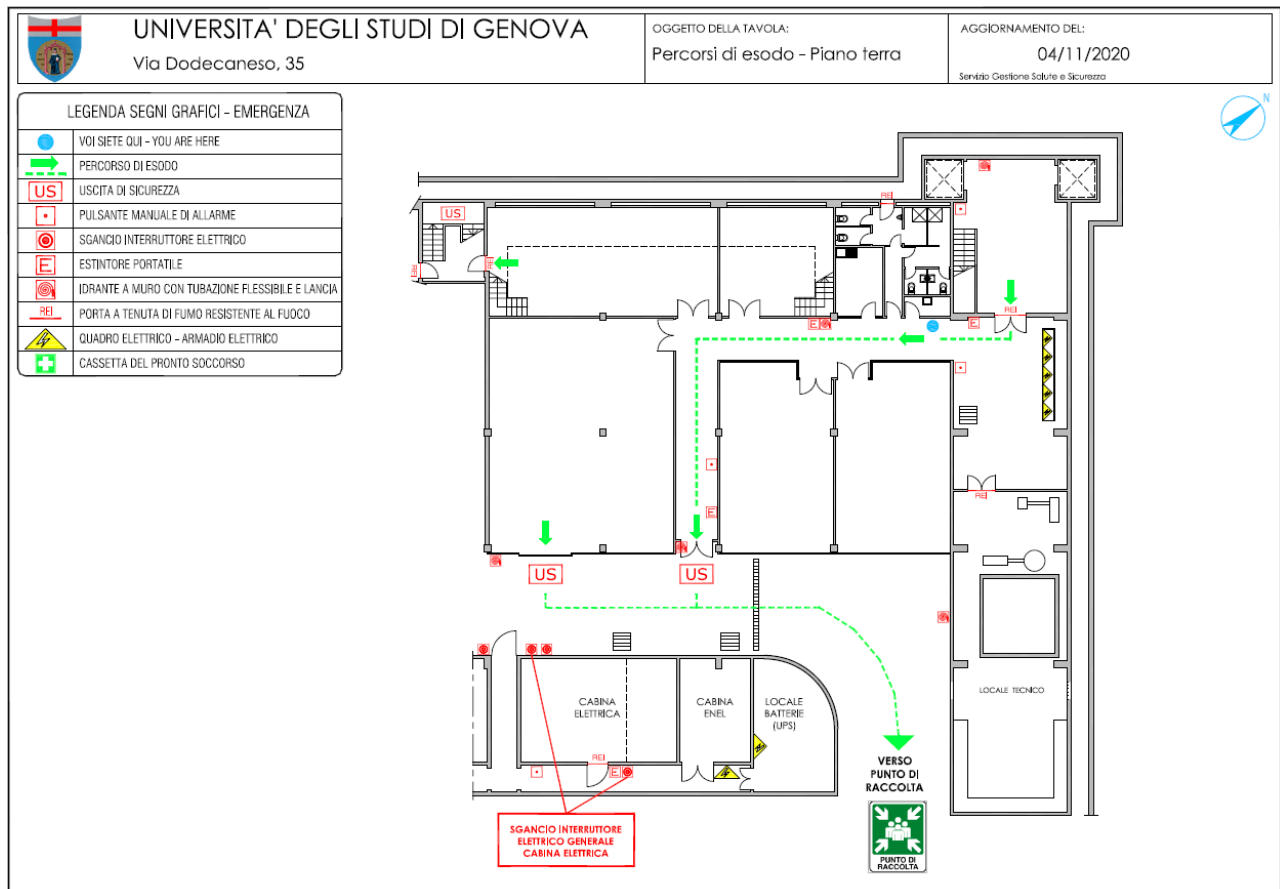 UNIVERSITA' DEGLI STUDI DI GENOVA
Via Dodecaneso, 35
OGGETTO DELLA TAVOLA:
Percorsi di esodo - Piano terra
AGGIORNAMENTO DEL:
04/11/2020
Servizio Gestione Salute e Sicurezza
N
LEGENDA SEGNI GRAFICI - EMERGENZA
VOI SIETE QUI - YOU ARE HERE
PERCORSO DI ESODO
US
USCITA DI SICUREZZA
PULSANTE MANUALE DI ALLARME
SGANCIO INTERRUTTORE ELETTRICO
E
ESTINTORE PORTATILE
IDRANTE A MURO CON TUBAZIONE FLESSIBILE E LANCIA
REI
PORTA A TENUTA DI FUMO RESISTENTE AL FUOCO
QUADRO ELETTRICO - ARMADIO ELETTRICO
CASSETTA DEL PRONTO SOCCORSO
REI
US
REI
REI
REI
E
E
REI
E
US
US
LOCALE TECNICO
CABINA
ELETTRICA
CABINA
ENEL
LOCALE
BATTERIE
(UPS)
REI
E
VERSO
PUNTO DI
RACCOLTA
SGANCIO INTERRUTTORE
ELETTRICO GENERALE
CABINA ELETTRICA
PUNTO DI
RACCOLTA